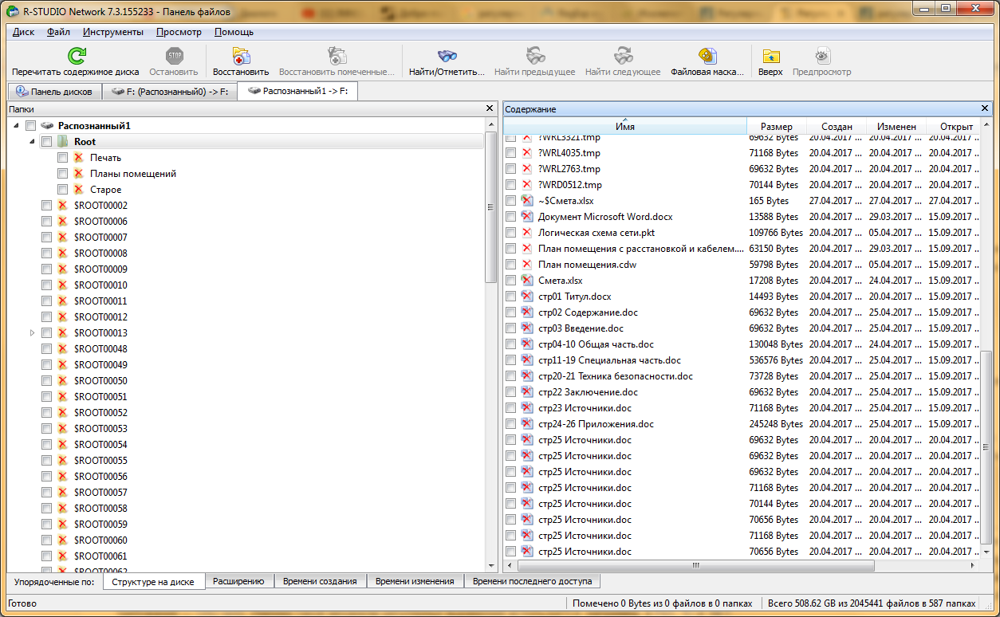 R-STUDIO Network 7.3.155233 - Панель файлов
Диск Файл Инструменты Просмотр Помощь
Перечитать содержимое диска Остановить Восстановить Восстановить помеченные... Найти/Отметить... Найти предыдущее Найти следующее Файловая маска... Вверх Предпросмотр
Панель дисков F: (Распознанный0) -> F: Распознанный1 -> F:
Папки
Распознанный1
Root
Печать
Планы помещений
Старое
$ROOT00002
$ROOT00006
$ROOT00007
$ROOT00008
$ROOT00009
$ROOT00010
$ROOT00011
$ROOT00012
$ROOT00013
$ROOT00048
$ROOT00049
$ROOT00050
$ROOT00051
$ROOT00052
$ROOT00053
$ROOT00054
$ROOT00055
$ROOT00056
$ROOT00057
$ROOT00058
$ROOT00059
$ROOT00060
$ROOT00061
$ROOT00062
Содержание
Имя Размер Создан Изменен Открыт
?WRL3321.tmp 69632 Bytes 20.04.2017 ... 20.04.2017 ... 20.04.2017 ..
?WRL4035.tmp 71168 Bytes 20.04.2017 ... 20.04.2017 ... 20.04.2017 ..
?WRL2763.tmp 69632 Bytes 20.04.2017 ... 20.04.2017 ... 20.04.2017 ..
?WRD0512.tmp 70144 Bytes 20.04.2017 ... 20.04.2017 ... 20.04.2017 ..
~$Смета.xlsx 165 Bytes 27.04.2017 ... 27.04.2017 ... 27.04.2017 ..
Документ Microsoft Word.docx 13588 Bytes 20.04.2017 ... 29.03.2017 ... 15.09.2017 ..
Логическая схема сети.pkt 109766 Bytes 20.04.2017 ... 05.04.2017 ... 15.09.2017 ..
План помещения с расстановкой и кабелем.... 63150 Bytes 20.04.2017 ... 29.03.2017 ... 15.09.2017 ..
План помещения.cdw 59798 Bytes 20.04.2017 ... 05.04.2017 ... 15.09.2017 ..
Смета.xlsx 17208 Bytes 20.04.2017 ... 24.04.2017 ... 15.09.2017 ..
стр01 Титул.docx 14493 Bytes 20.04.2017 ... 20.04.2017 ... 15.09.2017 ..
стр02 Содержание.doc 69632 Bytes 20.04.2017 ... 25.04.2017 ... 15.09.2017 ..
стр03 Введение.doc 69632 Bytes 20.04.2017 ... 25.04.2017 ... 15.09.2017 ..
стр04-10 Общая часть.doc 130048 Bytes 20.04.2017 ... 24.04.2017 ... 15.09.2017 ..
стр11-19 Специальная часть.doc 536576 Bytes 20.04.2017 ... 25.04.2017 ... 15.09.2017 ..
стр20-21 Техника безопасности.doc 73728 Bytes 20.04.2017 ... 25.04.2017 ... 15.09.2017 ..
стр22 Заключение.doc 69632 Bytes 20.04.2017 ... 25.04.2017 ... 15.09.2017 ..
стр23 Источники.doc 71168 Bytes 20.04.2017 ... 25.04.2017 ... 15.09.2017 ..
стр24-26 Приложения.doc 245248 Bytes 20.04.2017 ... 25.04.2017 ... 15.09.2017 ..
стр25 Источники.doc 69632 Bytes 20.04.2017 ... 20.04.2017 ... 20.04.2017 ..
стр25 Источники.doc 69632 Bytes 20.04.2017 ... 20.04.2017 ... 20.04.2017 ..
стр25 Источники.doc 69632 Bytes 20.04.2017 ... 20.04.2017 ... 20.04.2017 ..
стр25 Источники.doc 71168 Bytes 20.04.2017 ... 20.04.2017 ... 20.04.2017 ..
стр25 Источники.doc 70144 Bytes 20.04.2017 ... 20.04.2017 ... 20.04.2017 ..
стр25 Источники.doc 70656 Bytes 20.04.2017 ... 20.04.2017 ... 20.04.2017 ..
стр25 Источники.doc 71168 Bytes 20.04.2017 ... 20.04.2017 ... 20.04.2017 ..
стр25 Источники.doc 70656 Bytes 20.04.2017 ... 20.04.2017 ... 20.04.2017 ..
Упорядоченные по: Структуре на диске Расширению Времени создания Времени изменения Времени последнего доступа
Готово Помечено 0 Bytes из 0 файлов в 0 папках Всего 508.62 GB из 2045441 файлов в 587 папках